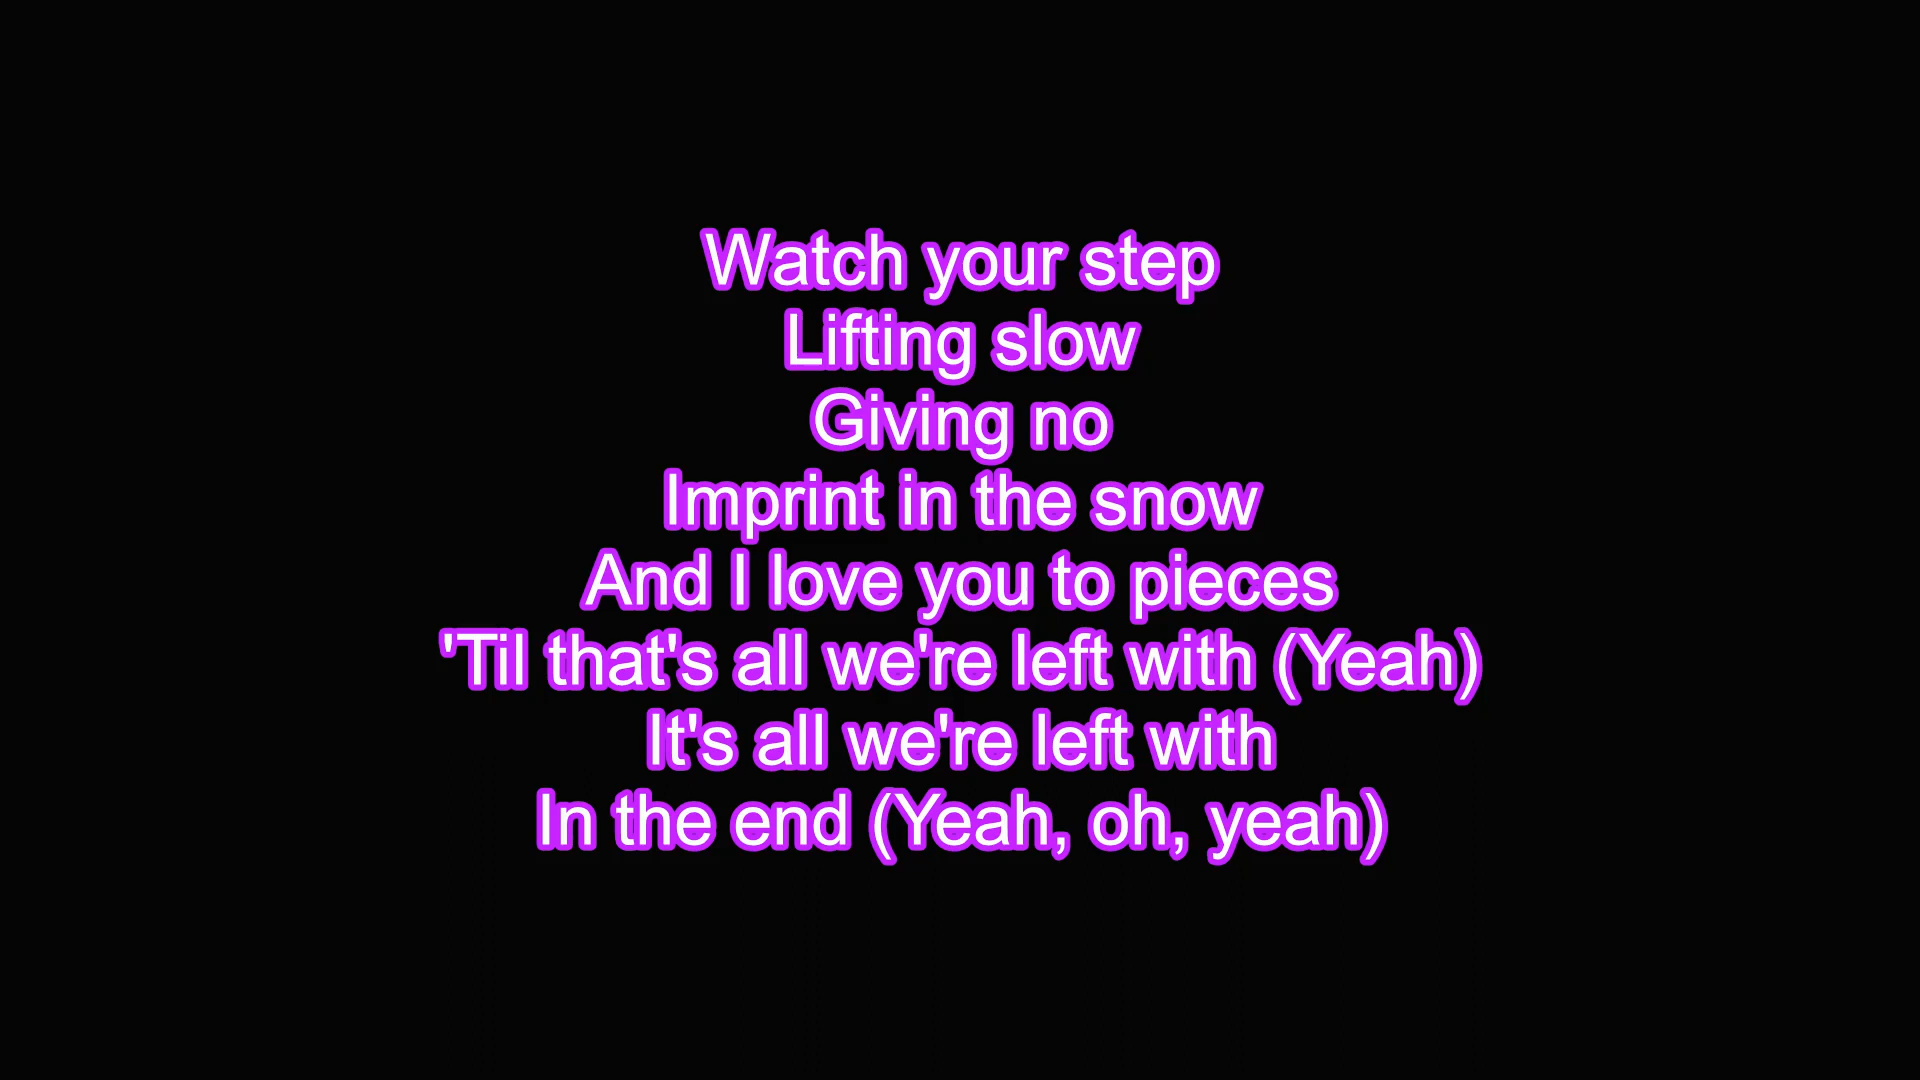 Watch your step
Lifting slow
Giving no
Imprint in the snow
And I love you to pieces
'Til that's all we're left with (Yeah)
It's all we're left with
In the end (Yeah, oh, yeah)